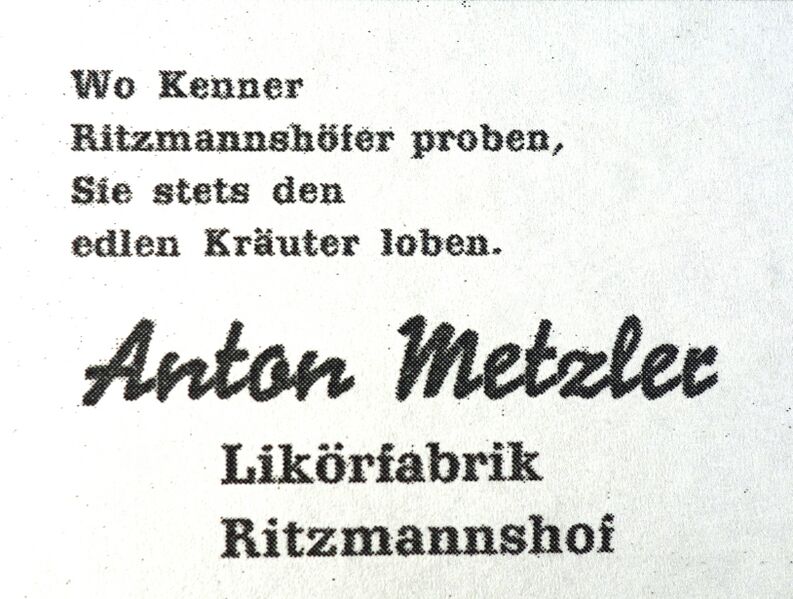 Wo Kenner
Ritzmannshöfer proben,
Sie stets den
edlen Kräuter loben.
Anton Metzler
Likörfabrik
Ritzmannshof